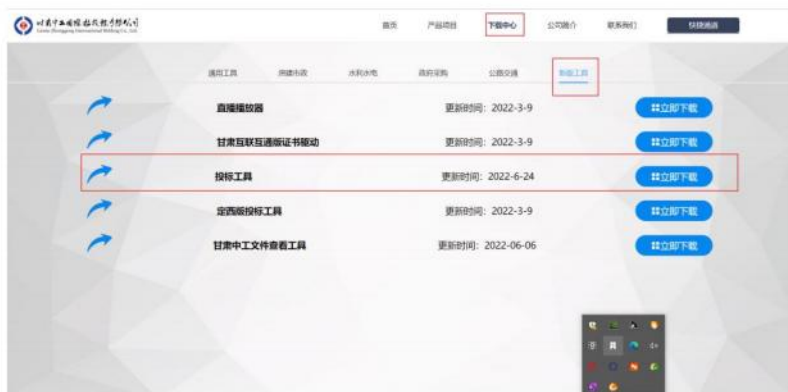 首页 产品项目 下载中心 公司简介 联系我们 快捷通道
通用工具 房建市政 水利水电 政府采购 公路交通 新版工具
直播播放器 更新时间: 2022-3-9 立即下载
甘肃互联互通版证书驱动 更新时间: 2022-3-9 立即下载
投标工具 更新时间: 2022-6-24 立即下载
定西版投标工具 更新时间: 2022-3-9 立即下载
甘肃中工文件查看工具 更新时间: 2022-06-06 立即下载